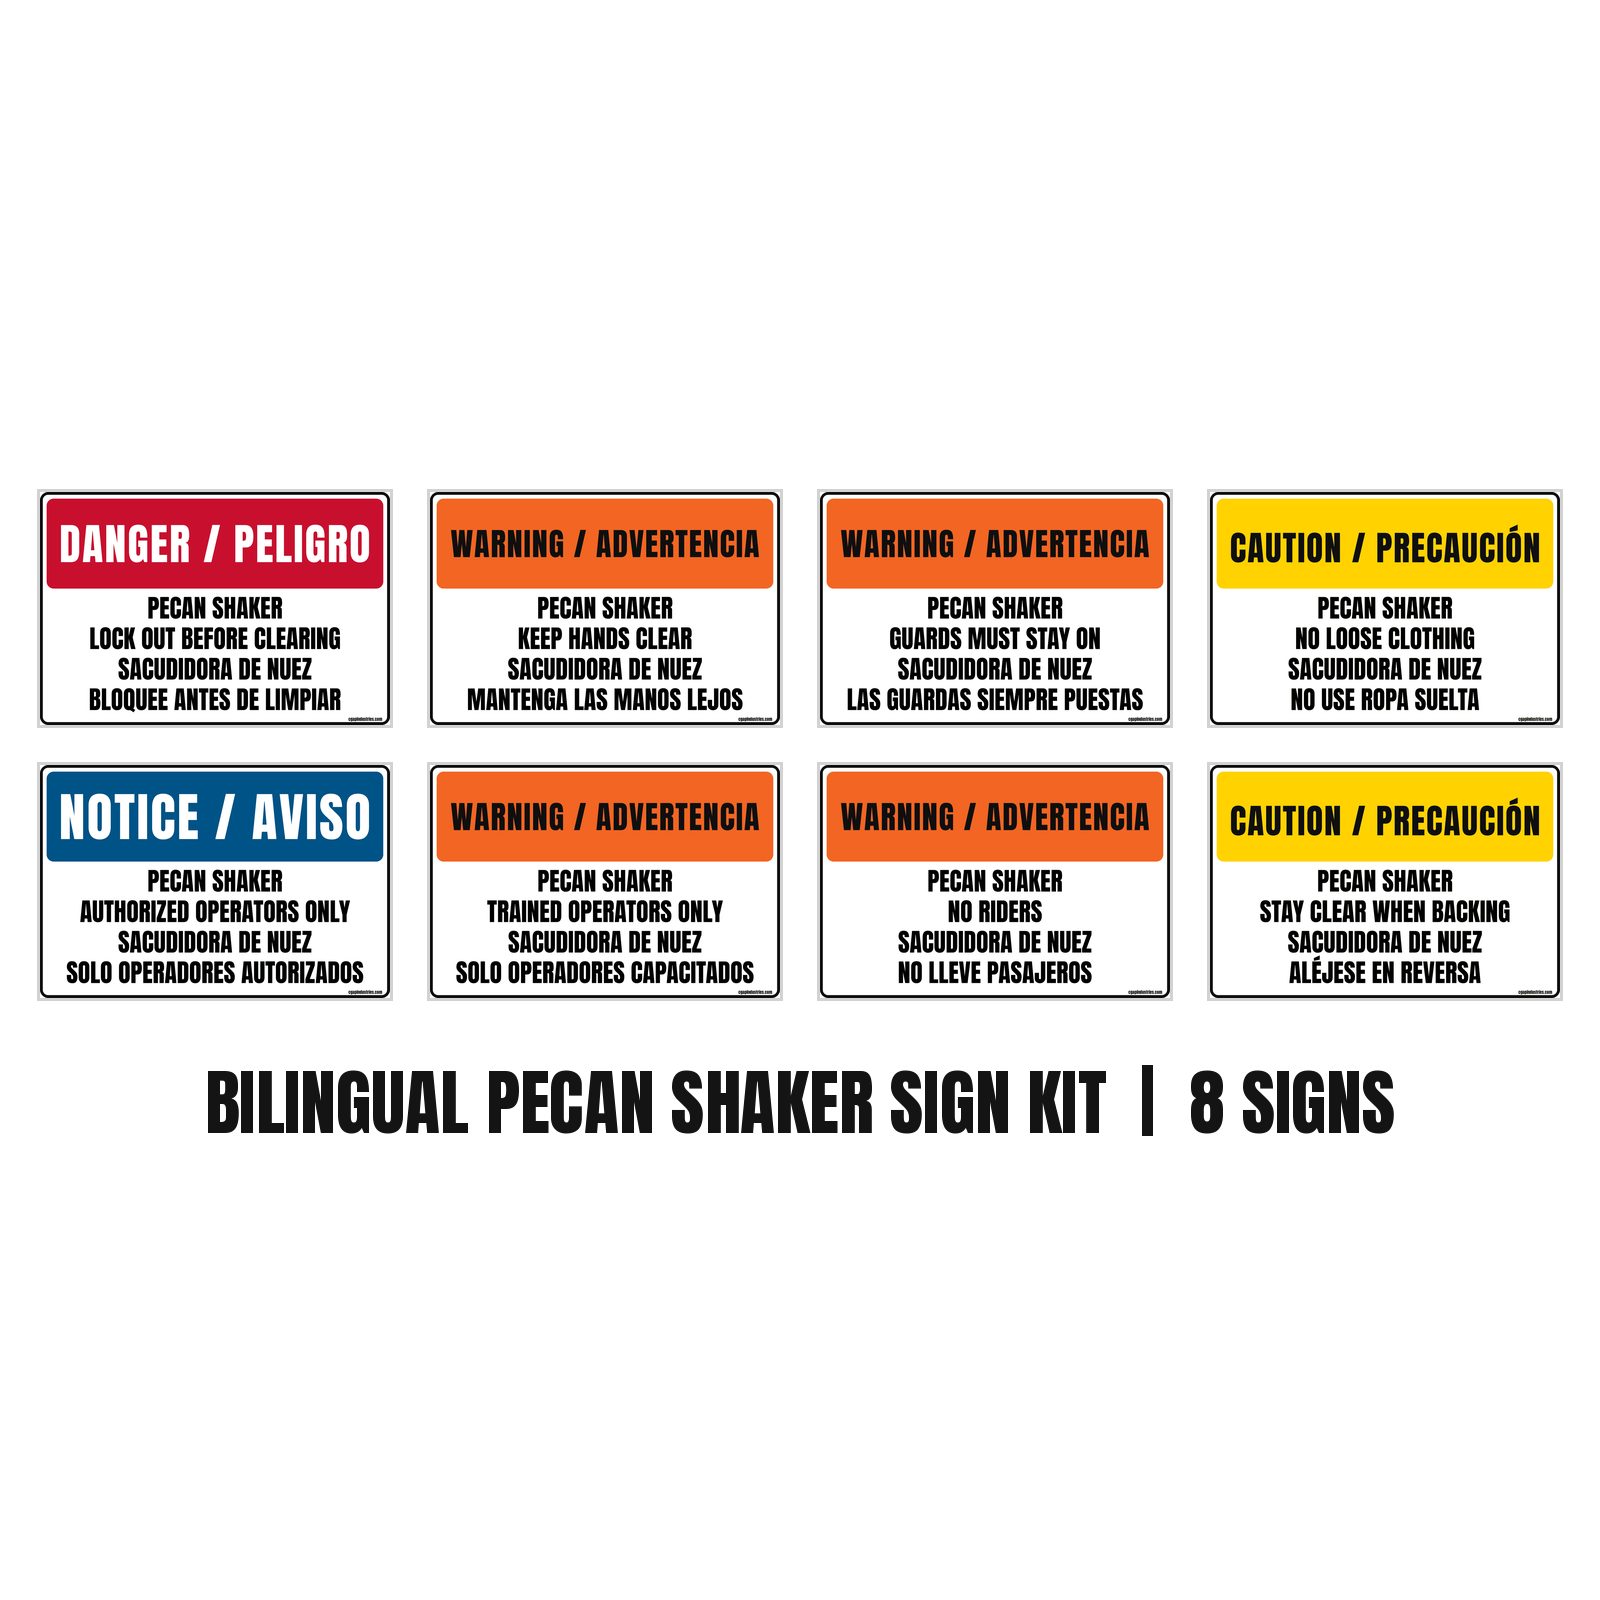 DANGER / PELIGRO
PECAN SHAKER
LOCK OUT BEFORE CLEARING
SACUDIDORA DE NUEZ
BLOQUEE ANTES DE LIMPIAR
WARNING / ADVERTENCIA
PECAN SHAKER
KEEP HANDS CLEAR
SACUDIDORA DE NUEZ
MANTENGA LAS MANOS LEJOS
WARNING / ADVERTENCIA
PECAN SHAKER
GUARDS MUST STAY ON
SACUDIDORA DE NUEZ
LAS GUARDAS SIEMPRE PUESTAS
CAUTION / PRECAUCIÓN
PECAN SHAKER
NO LOOSE CLOTHING
SACUDIDORA DE NUEZ
NO USE ROPA SUELTA
NOTICE / AVISO
PECAN SHAKER
AUTHORIZED OPERATORS ONLY
SACUDIDORA DE NUEZ
SOLO OPERADORES AUTORIZADOS
WARNING / ADVERTENCIA
PECAN SHAKER
TRAINED OPERATORS ONLY
SACUDIDORA DE NUEZ
SOLO OPERADORES CAPACITADOS
WARNING / ADVERTENCIA
PECAN SHAKER
NO RIDERS
SACUDIDORA DE NUEZ
NO LLEVE PASAJEROS
CAUTION / PRECAUCIÓN
PECAN SHAKER
STAY CLEAR WHEN BACKING
SACUDIDORA DE NUEZ
ALÉJESE EN REVERSA
BILINGUAL PECAN SHAKER SIGN KIT | 8 SIGNS